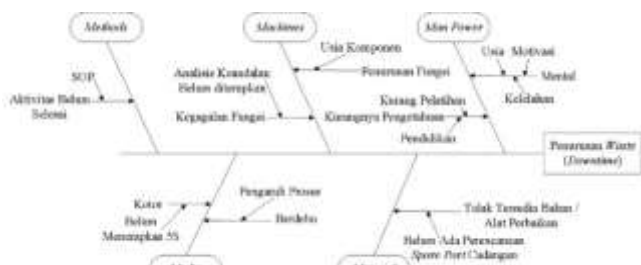 Methods
Machines
Man Power
Usia Komponen
Penurunan Fungsi
Usia Motivasi
Mental
Kelelahan
SOP
Aktivitas Belum
Selesai
Analisis Keandalan
Belum diterapkan
Kegagalan Fungsi
Kurang Pelatihan
Kurangnya Pengetahuan
Pendidikan
Penurunan Waste
(Downtime)
Kotor
Belum
Menerapkan 5S
Pengaruh Proses
Berdebu
Tidak Tersedia Bahan /
Alat Perbaikan
Belum Ada Perencanaan
Spare Part Cadangan